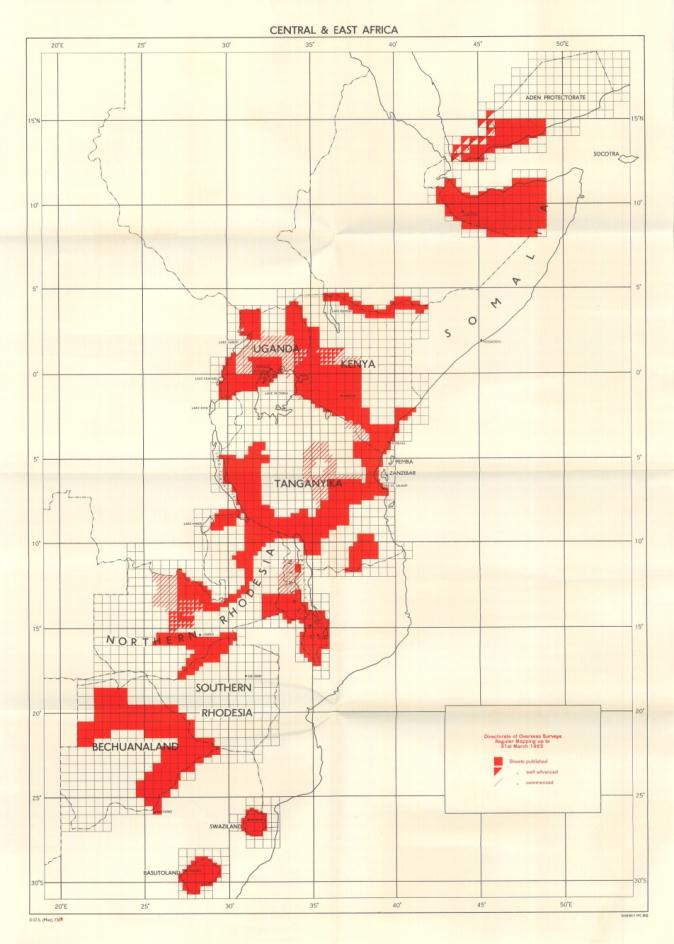 CENTRAL & EAST AFRICA
20°E 25° 30° 35° 40° 45° 50°E
ADEN PROTECTORATE
15°N 15°N
SOCOTRA
10° 10°
SOMALIA
5° 5°
UGANDA
KENYA
0° 0°
5° 5°
PEMBA
ZANZIBAR
TANGANYIKA
10° 10°
NORTHERN RHODESIA
15° 15°
SOUTHERN
RHODESIA
20° 20°
BECHUANALAND
Directorate of Overseas Surveys
Regular Mapping up to
31st March 1963
Sheets published
" well advanced
" commenced
25° 25°
SWAZILAND
BASUTOLAND
30°S 30°S
20°E 25° 30° 35° 40° 45° 50°E